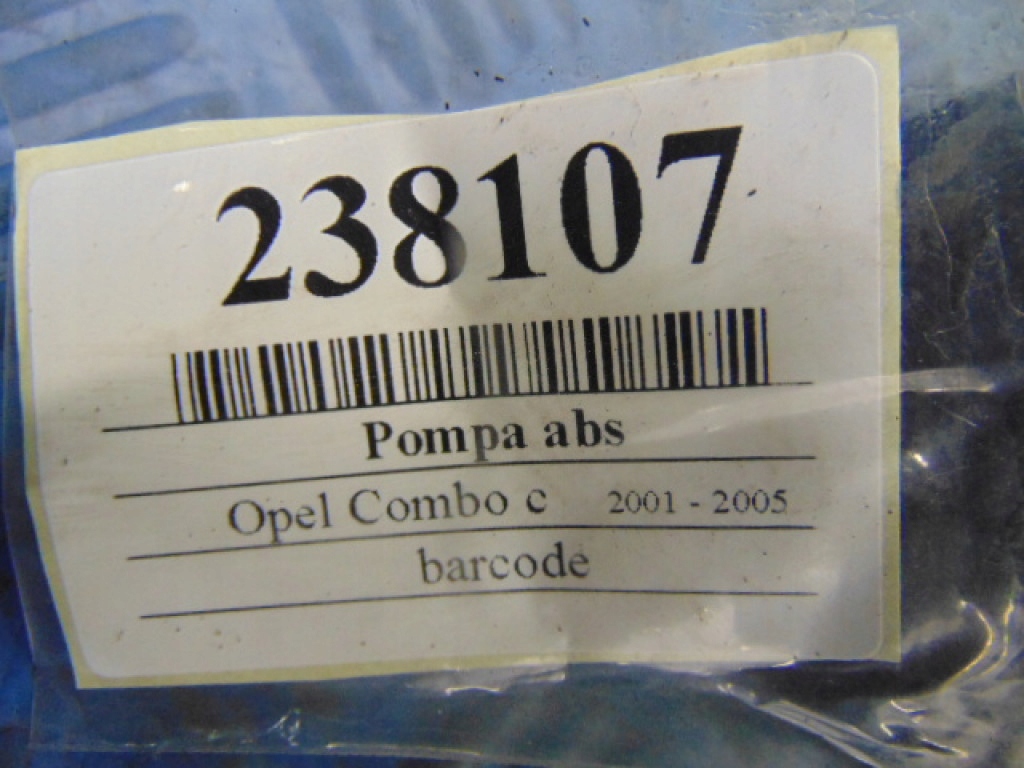 238107
Pompa abs
Opel Combo c 2001 - 2005
barcode